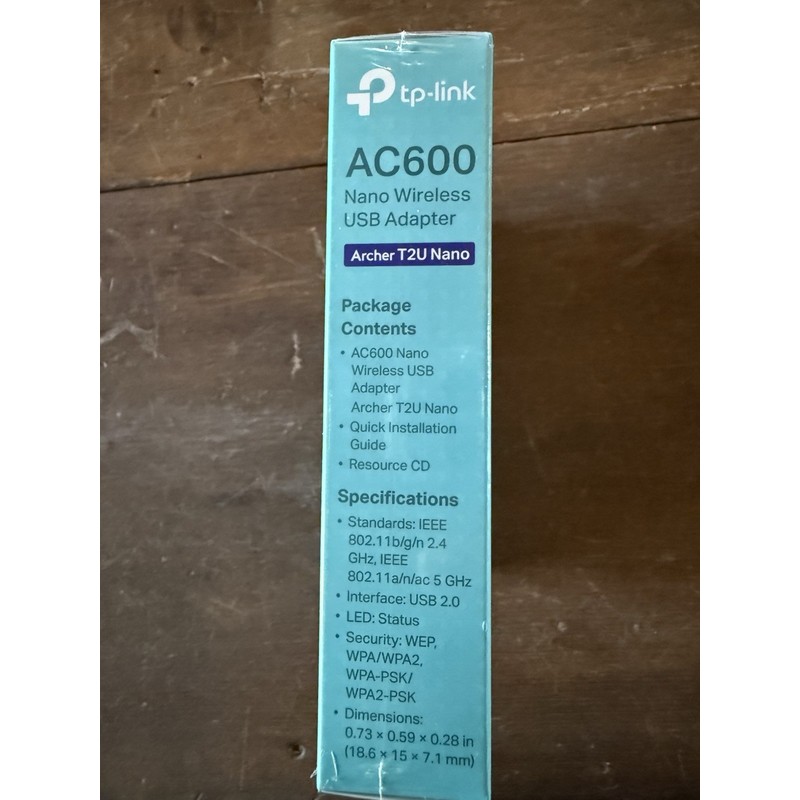 tp-link
AC600
Nano Wireless
USB Adapter
Archer T2U Nano
Package
Contents
• AC600 Nano
Wireless USB
Adapter
Archer T2U Nano
• Quick Installation
Guide
• Resource CD
Specifications
• Standards: IEEE
802.11b/g/n 2.4
GHz, IEEE
802.11a/n/ac 5 GHz
• Interface: USB 2.0
• LED: Status
• Security: WEP,
WPA/WPA2,
WPA-PSK/
WPA2-PSK
• Dimensions:
0.73 × 0.59 × 0.28 in
(18.6 × 15 × 7.1 mm)